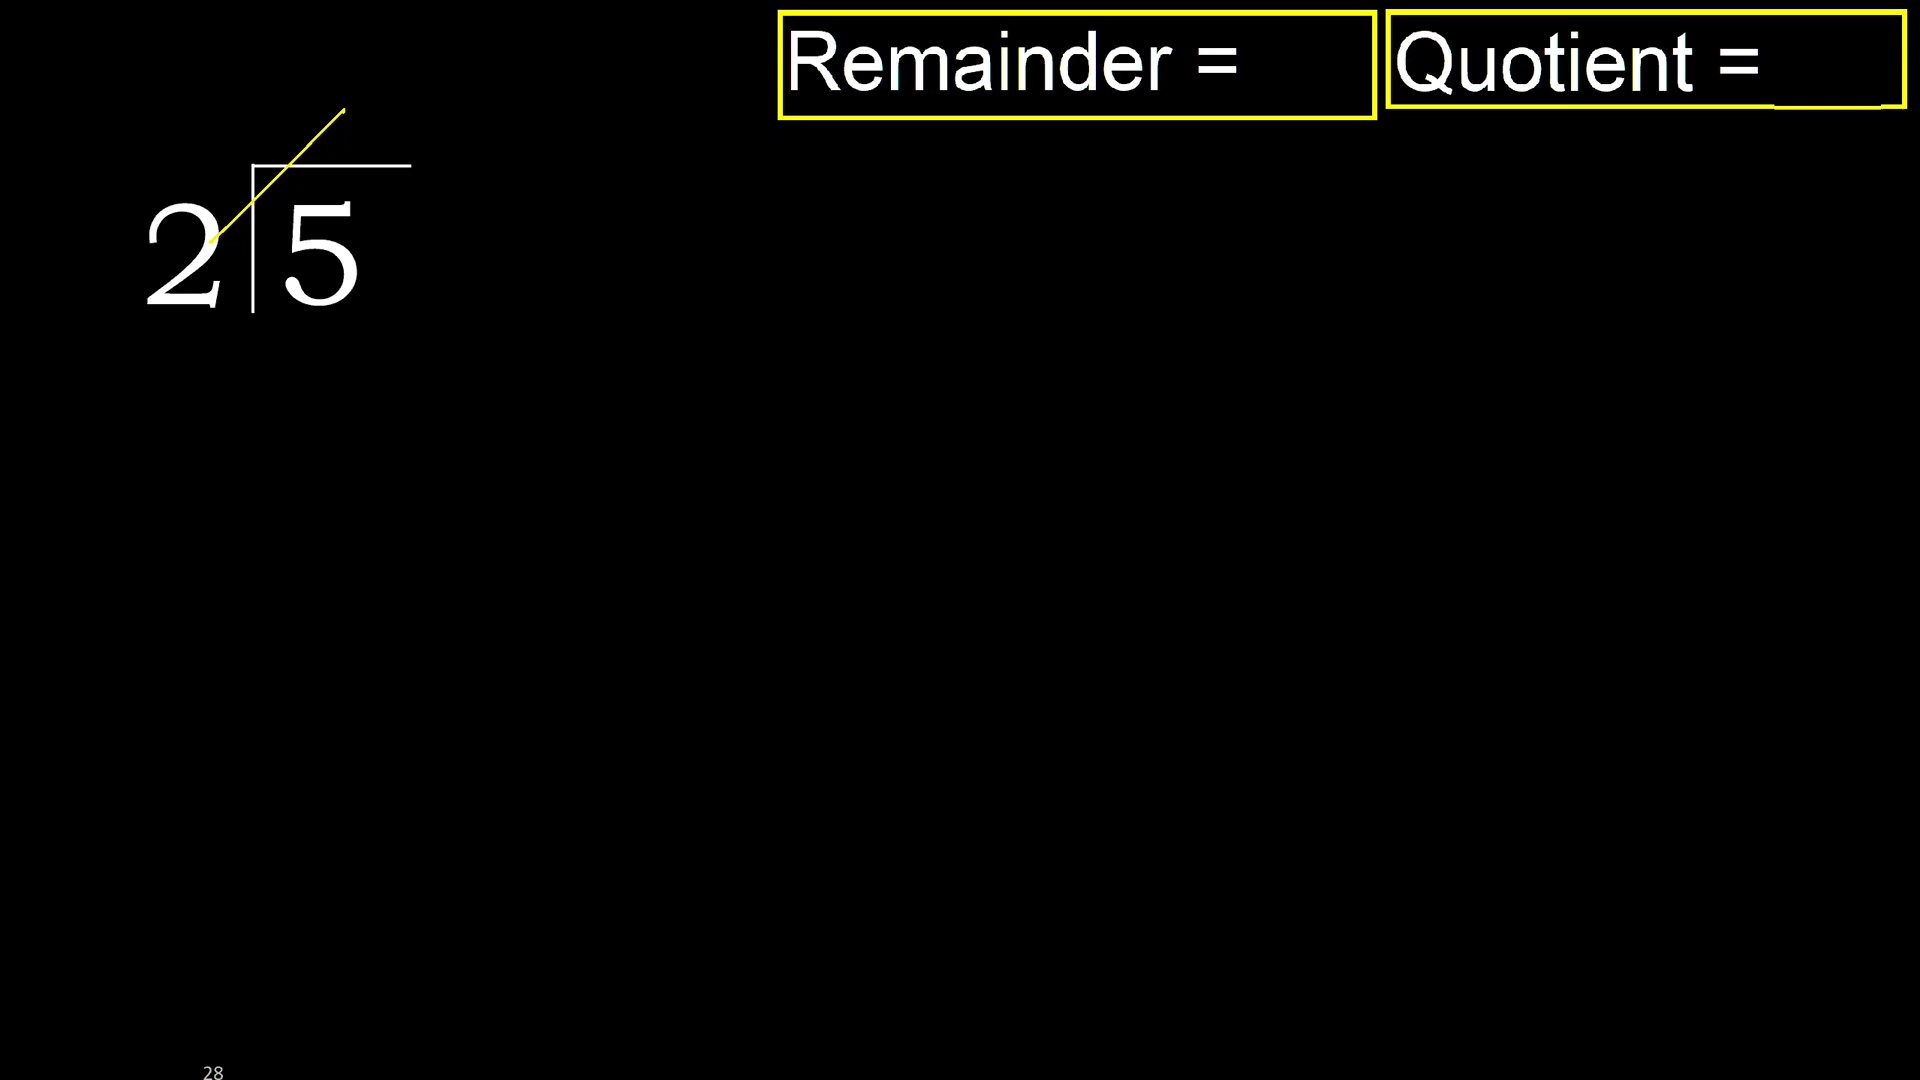 Remainder = Quotient =
2 5
28